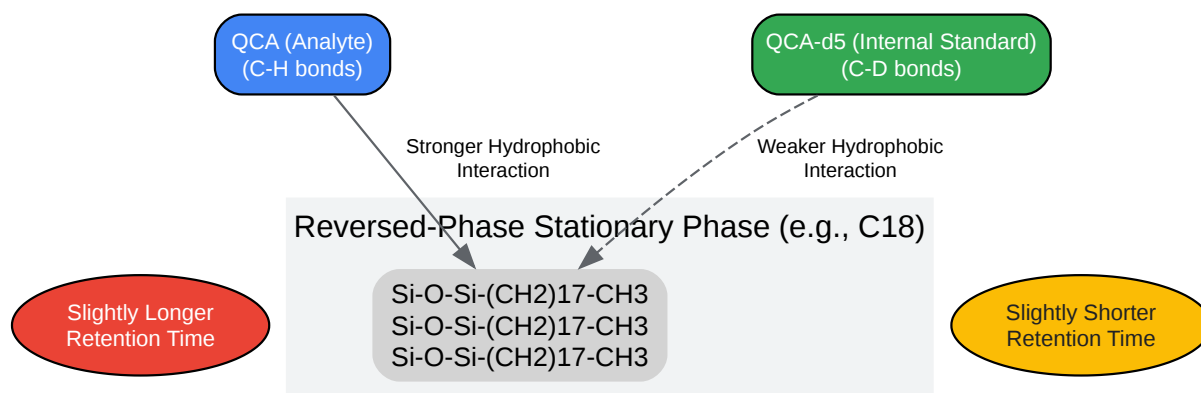 QCA (Analyte)
(C-H bonds)
QCA-d5 (Internal Standard)
(C-D bonds)
Stronger Hydrophobic
Interaction
Weaker Hydrophobic
Interaction
Reversed-Phase Stationary Phase (e.g., C18)
Slightly Longer
Retention Time
Si-O-Si-(CH2)17-CH3
Si-O-Si-(CH2)17-CH3
Si-O-Si-(CH2)17-CH3
Slightly Shorter
Retention Time